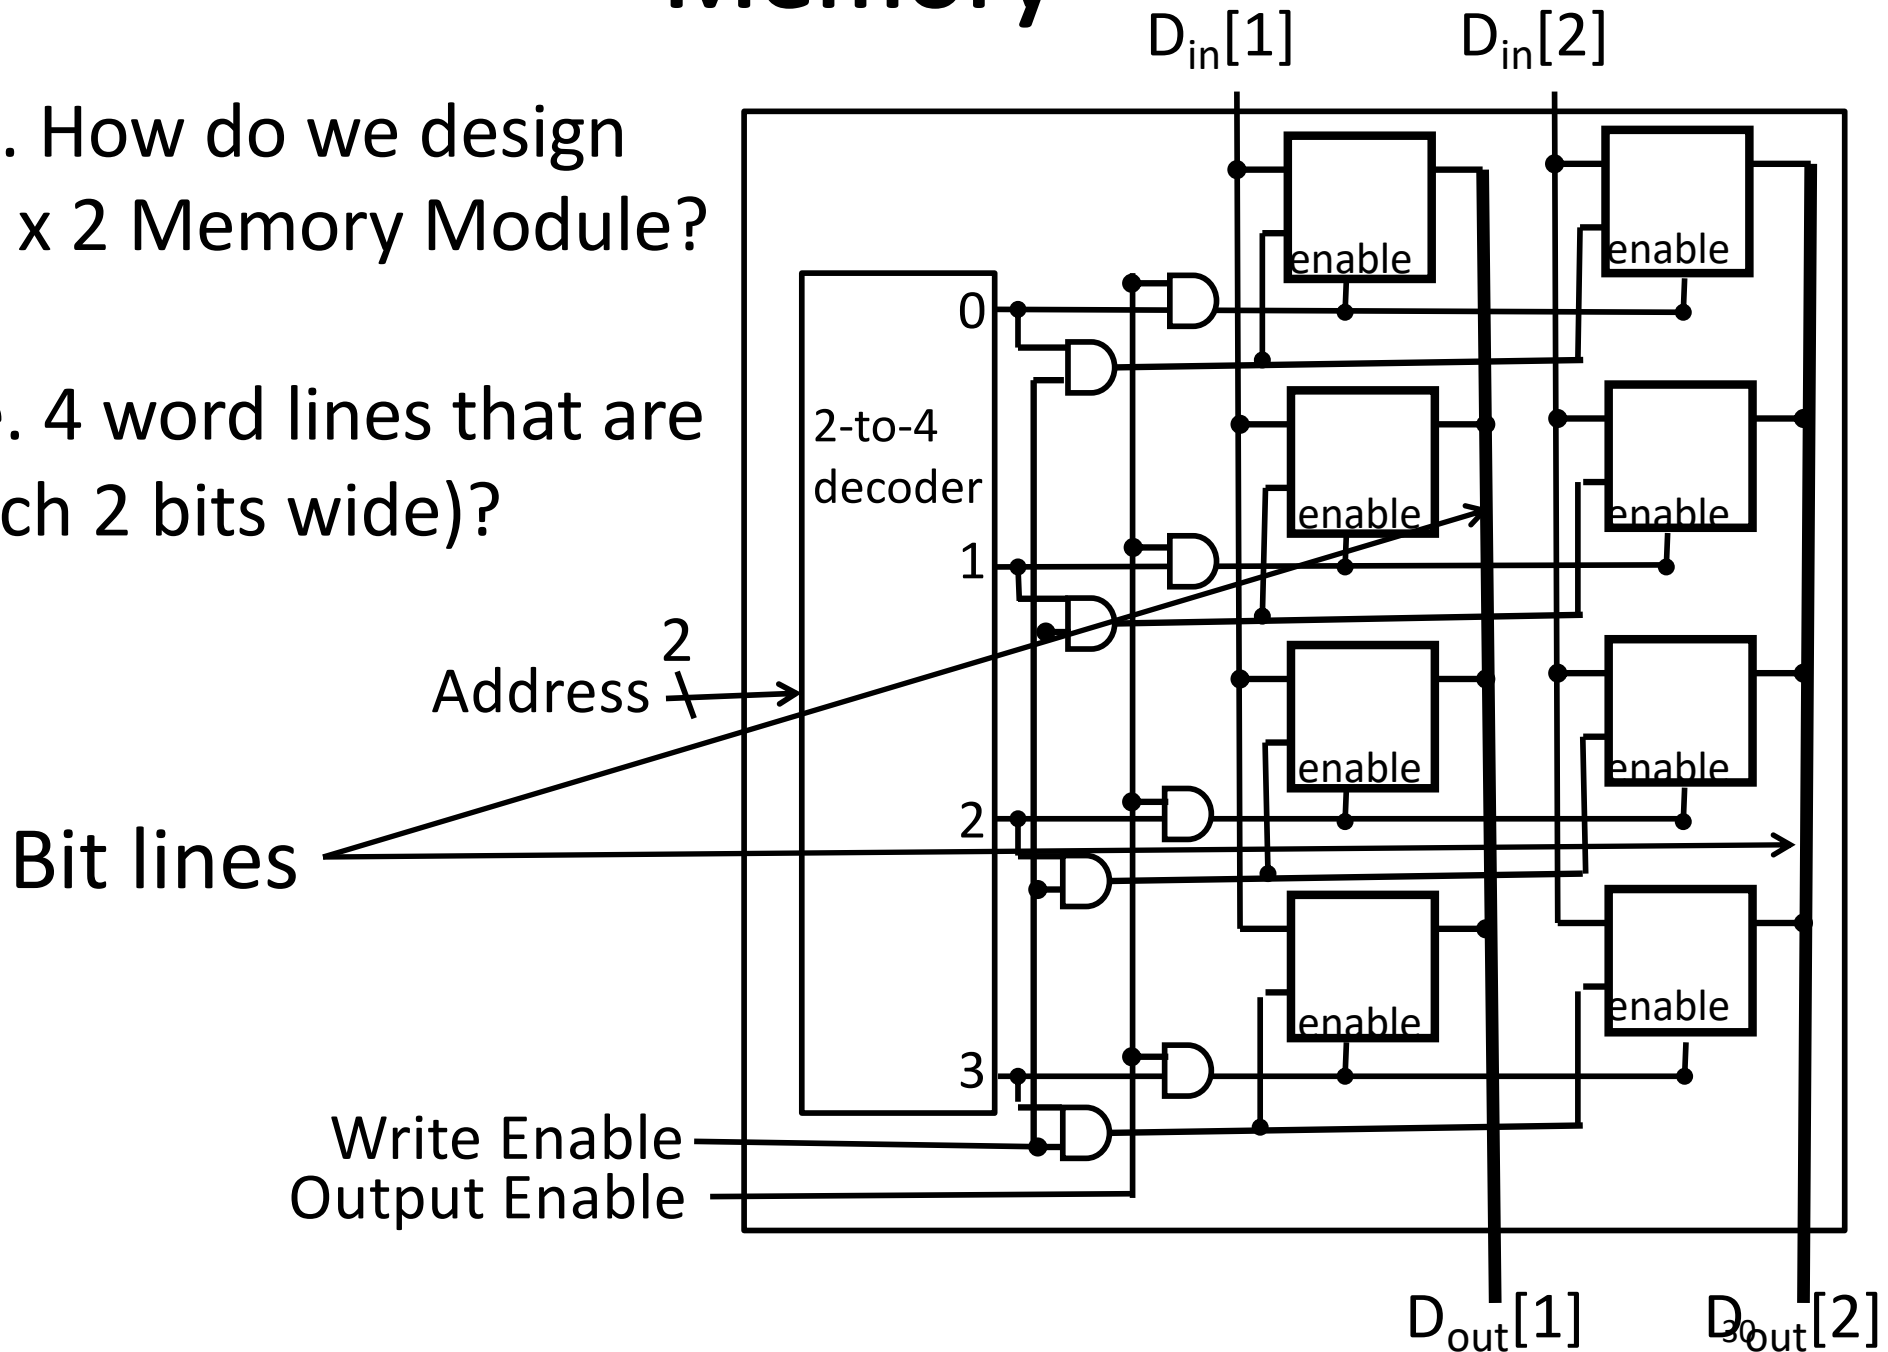 Memory
. How do we design
x 2 Memory Module?
e. 4 word lines that are
ch 2 bits wide)?
Din[1]
Din[2]
enable
enable
0
2-to-4
decoder
enable
enable
1
2
Address
enable
enable
2
Bit lines
enable
enable
3
Write Enable
Output Enable
Dout[1]
Dout[2]
30